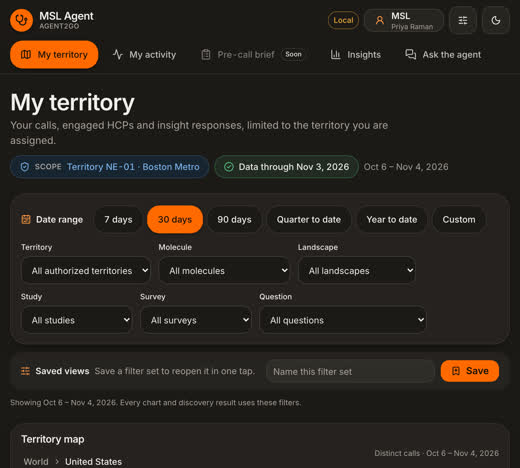 MSL Agent
AGENT2GO
Local
MSL
Priya Raman
My territory
My activity
Pre-call brief
Soon
Insights
Ask the agent
My territory
Your calls, engaged HCPs and insight responses, limited to the territory you are
assigned.
SCOPE Territory NE-01 · Boston Metro
Data through Nov 3, 2026
Oct 6 – Nov 4, 2026
Date range
7 days
30 days
90 days
Quarter to date
Year to date
Custom
Territory
Molecule
Landscape
All authorized territories
All molecules
All landscapes
Study
Survey
Question
All studies
All surveys
All questions
Saved views
Save a filter set to reopen it in one tap.
Name this filter set
Save
Showing Oct 6 – Nov 4, 2026. Every chart and discovery result uses these filters.
Territory map
Distinct calls · Oct 6 – Nov 4, 2026
World > United States